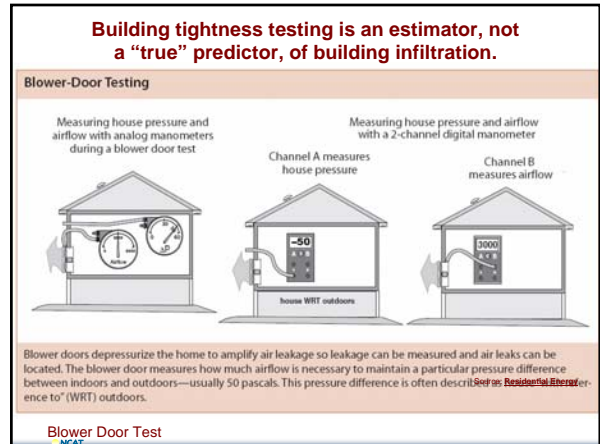 Building tightness testing is an estimator, not
a “true” predictor, of building infiltration.
Blower-Door Testing
Measuring house pressure and
airflow with analog manometers
during a blower door test
Measuring house pressure and airflow
with a 2-channel digital manometer
Channel A measures
house pressure
Channel B
measures airflow
Airflow
-50
3000
house WRT outdoors
Blower doors depressurize the home to amplify air leakage so leakage can be measured and air leaks can be
located. The blower door measures how much airflow is necessary to maintain a particular pressure difference
between indoors and outdoors—usually 50 pascals. This pressure difference is often described
Source: Residential Energy
ence to” (WRT) outdoors.
Blower Door Test
NCAT